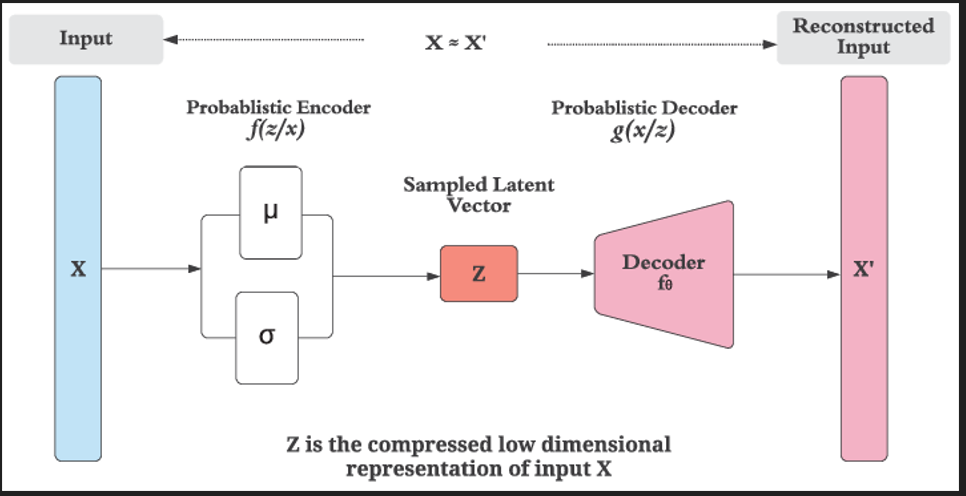 Input
X ≈ X'
Reconstructed
Input
Probablistic Encoder
f(z/x)
Probablistic Decoder
g(x/z)
μ
Sampled Latent
Vector
X
Z
Decoder
fθ
X'
σ
Z is the compressed low dimensional
representation of input X